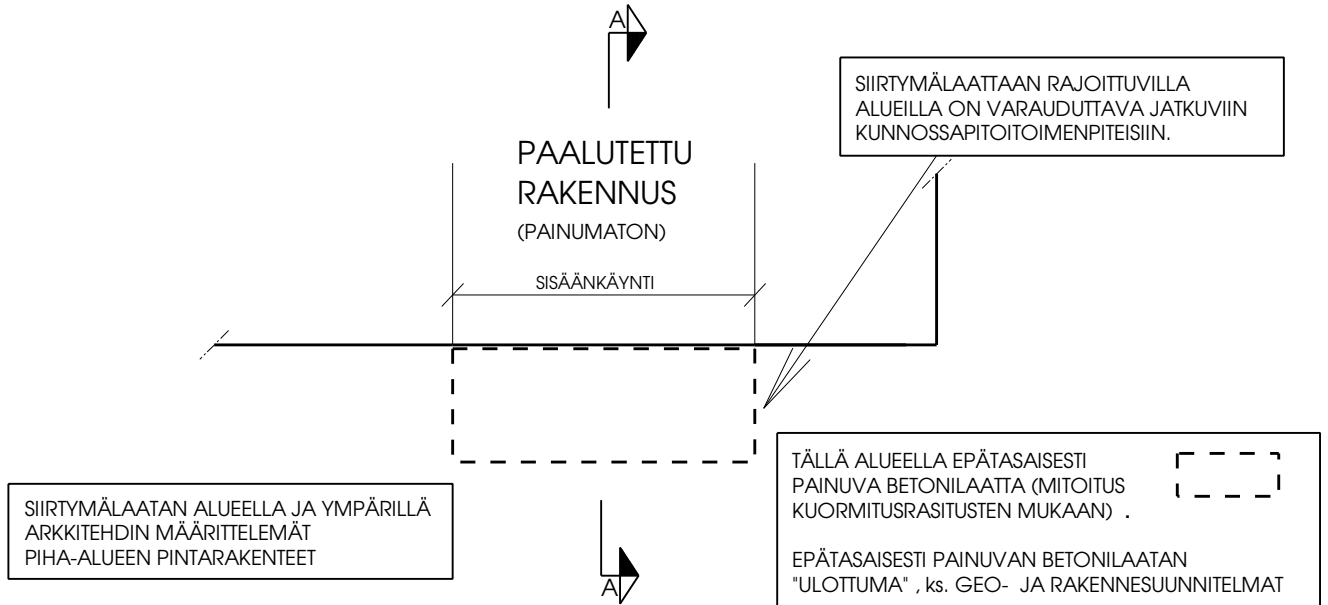 A
SIIRTYMÄLAATTAAN RAJOITTUVILLA
ALUEILLA ON VARAUDUTTAVA JATKUVIIN
KUNNOSSAPITOITOIMENPITEISIIN.
PAALUTETTU
RAKENNUS
(PAINUMATON)
SISÄÄNKÄYNTI
TÄLLÄ ALUEELLA EPÄTASAISESTI
PAINUVA BETONILAATTA (MITOITUS
KUORMITUSRASITUSTEN MUKAAN) .
EPÄTASAISESTI PAINUVAN BETONILAATAN
"ULOTTUMA" , ks. GEO- JA RAKENNESUUNNITELMAT
SIIRTYMÄLAATAN ALUEELLA JA YMPÄRILLÄ
ARKKITEHDIN MÄÄRITTELEMÄT
PIHA-ALUEEN PINTARAKENTEET
A